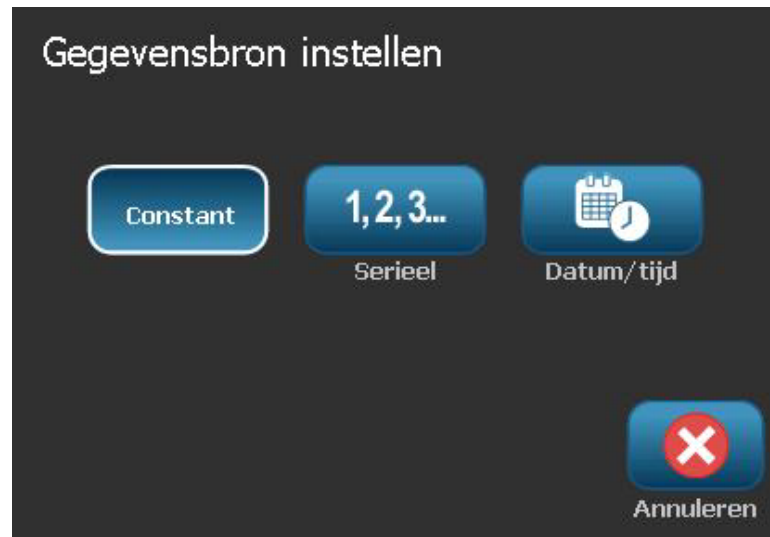 Gegevensbron instellen
Constant
1, 2, 3...
Serieel
Datum/tijd
Annuleren